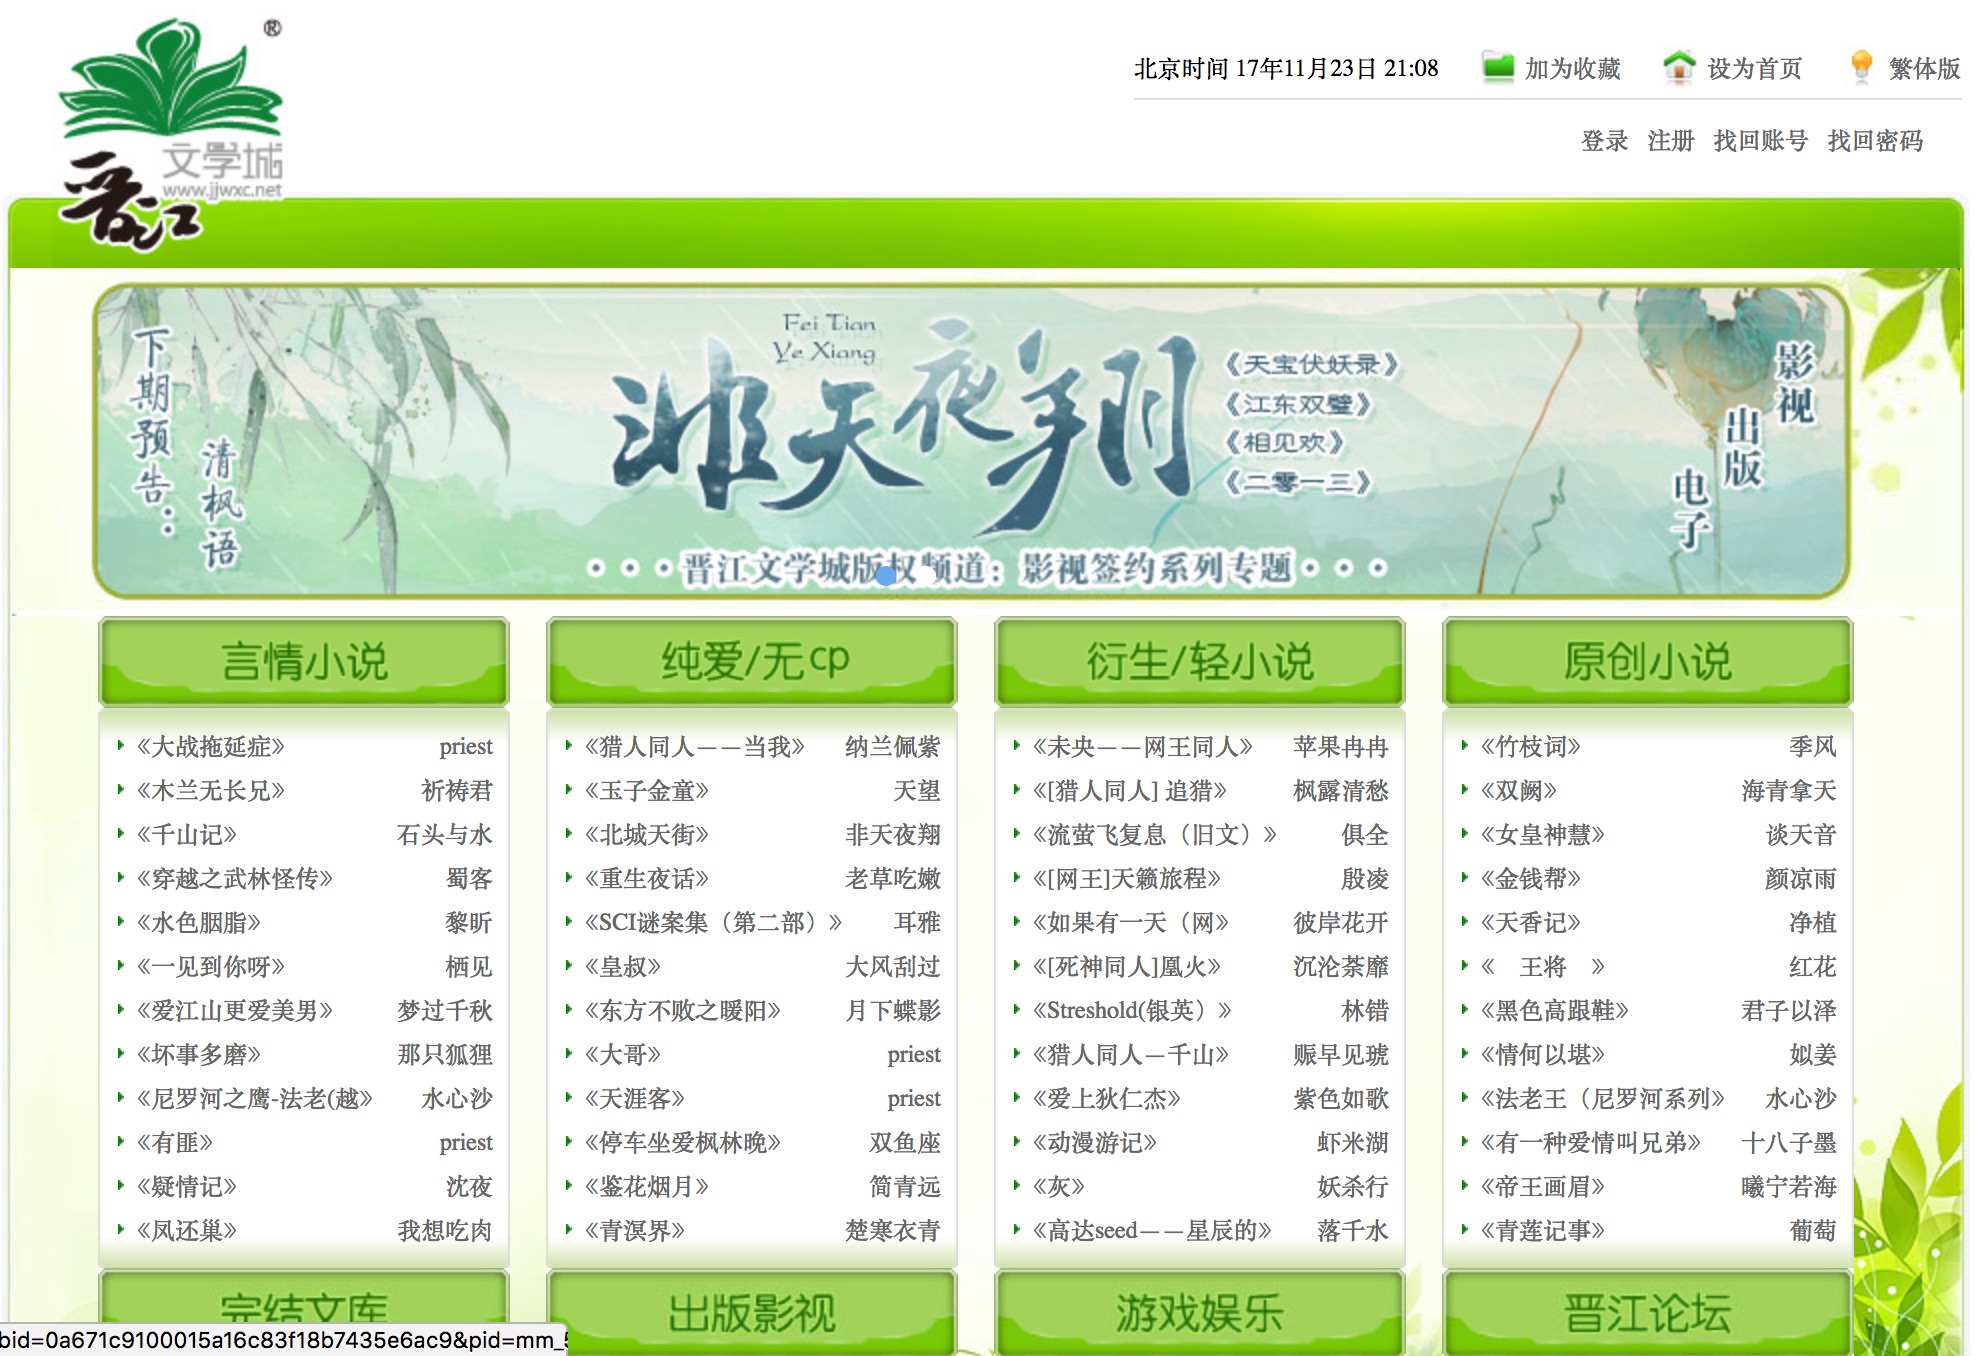 ®
文學城
www.jjwxc.net
晋江
北京时间 17年11月23日 21:08 加为收藏 设为首页 繁体版
登录 注册 找回账号 找回密码
下期预告：
清枫语
Fei Tian
Ye Xiang
非天夜翔
《天宝伏妖录》
《江东双璧》
《相见欢》
《二零一三》
影视
出版
电子
···晋江文学城版权频道：影视签约系列专题···
言情小说
《大战拖延症》 priest
《木兰无长兄》 祈祷君
《千山记》 石头与水
《穿越之武林怪传》 蜀客
《水色胭脂》 黎昕
《一见到你呀》 栖见
《爱江山更爱美男》 梦过千秋
《坏事多磨》 那只狐狸
《尼罗河之鹰-法老(越》 水心沙
《有匪》 priest
《疑情记》 沈夜
《凤还巢》 我想吃肉
纯爱/无cp
《猎人同人——当我》 纳兰佩紫
《玉子金童》 天望
《北城天街》 非天夜翔
《重生夜话》 老草吃嫩
《SCI谜案集（第二部）》 耳雅
《皇叔》 大风刮过
《东方不败之暖阳》 月下蝶影
《大哥》 priest
《天涯客》 priest
《停车坐爱枫林晚》 双鱼座
《鉴花烟月》 简青远
《青溟界》 楚寒衣青
衍生/轻小说
《未央——网王同人》 苹果冉冉
《[猎人同人] 追猎》 枫露清愁
《流萤飞复息（旧文）》 俱全
《[网王]天籁旅程》 殷凌
《如果有一天（网》 彼岸花开
《[死神同人]凰火》 沉沦荼靡
《Streshold(银英）》 林错
《猎人同人—千山》 赈早见琥
《爱上狄仁杰》 紫色如歌
《动漫游记》 虾米湖
《灰》 妖杀行
《高达seed——星辰的》 落千水
原创小说
《竹枝词》 季风
《双阙》 海青拿天
《女皇神慧》 谈天音
《金钱帮》 颜凉雨
《天香记》 净植
《　王将　》 红花
《黑色高跟鞋》 君子以泽
《情何以堪》 姒姜
《法老王（尼罗河系列》 水心沙
《有一种爱情叫兄弟》 十八子墨
《帝王画眉》 曦宁若海
《青莲记事》 葡萄
完结文库
出版影视
游戏娱乐
晋江论坛
bid=0a671c9100015a16c83f18b7435e6ac9&pid=mm_5